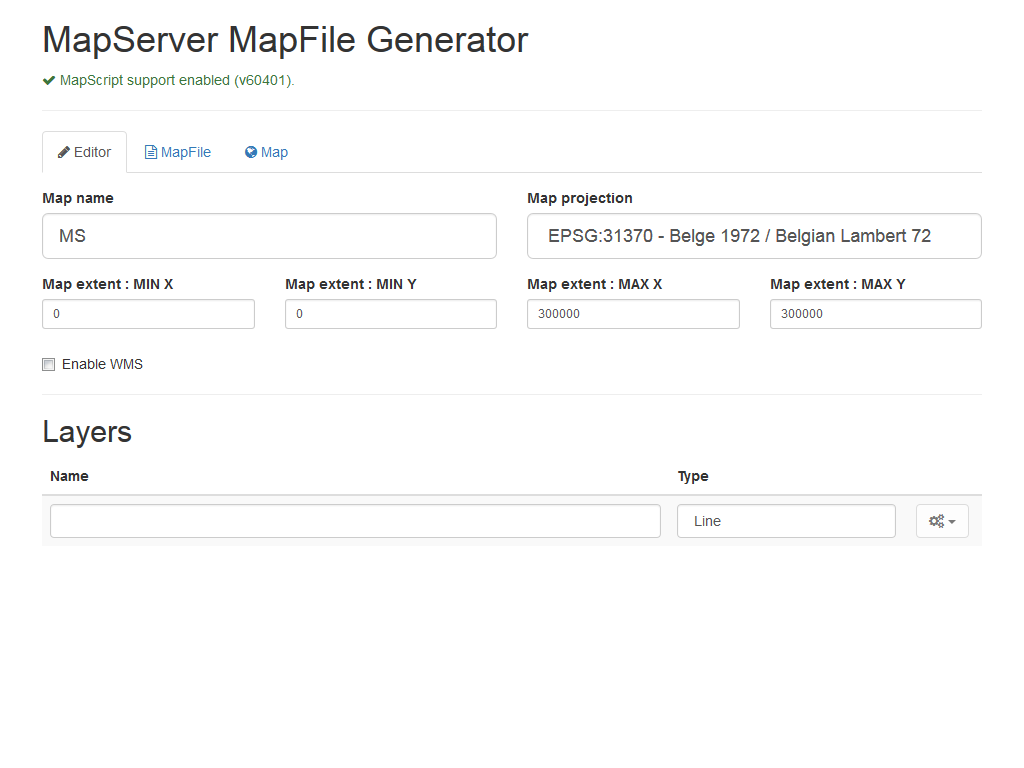 MapServer MapFile Generator
MapScript support enabled (v60401).
Editor MapFile Map
Map name Map projection
MS EPSG:31370 - Belge 1972 / Belgian Lambert 72
Map extent : MIN X Map extent : MIN Y Map extent : MAX X Map extent : MAX Y
0 0 300000 300000
Enable WMS
Layers
Name Type
Line